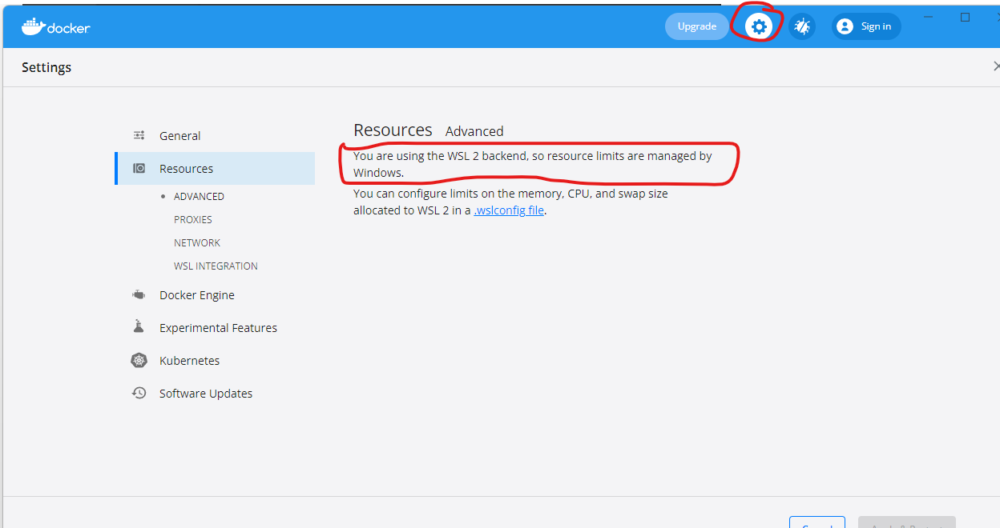 docker
Upgrade
Sign in
Settings
General
Resources
ADVANCED
PROXIES
NETWORK
WSL INTEGRATION
Docker Engine
Experimental Features
Kubernetes
Software Updates
Resources Advanced
You are using the WSL 2 backend, so resource limits are managed by
Windows.
You can configure limits on the memory, CPU, and swap size
allocated to WSL 2 in a .wslconfig file.